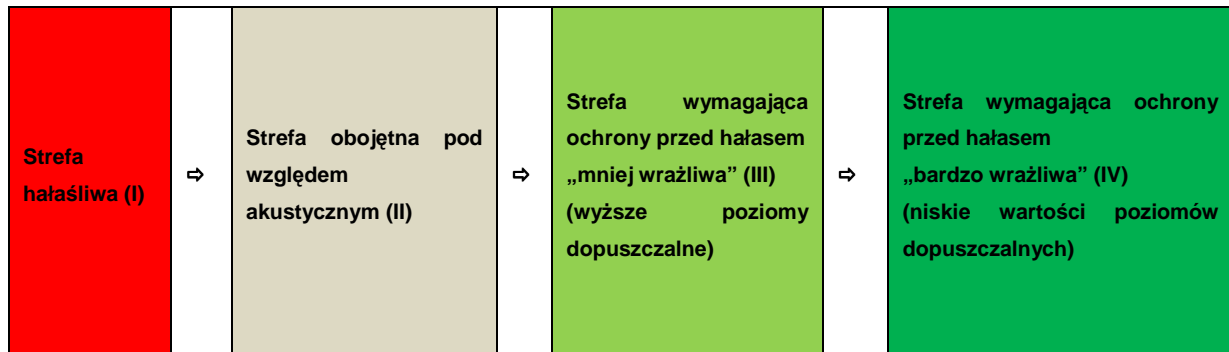 Strefa
hałaśliwa (I)
⇨
Strefa obojętna pod
względem
akustycznym (II)
⇨
Strefa wymagająca
ochrony przed hałasem
„mniej wrażliwa” (III)
(wyższe poziomy
dopuszczalne)
⇨
Strefa wymagająca ochrony
przed hałasem
„bardzo wrażliwa” (IV)
(niskie wartości poziomów
dopuszczalnych)